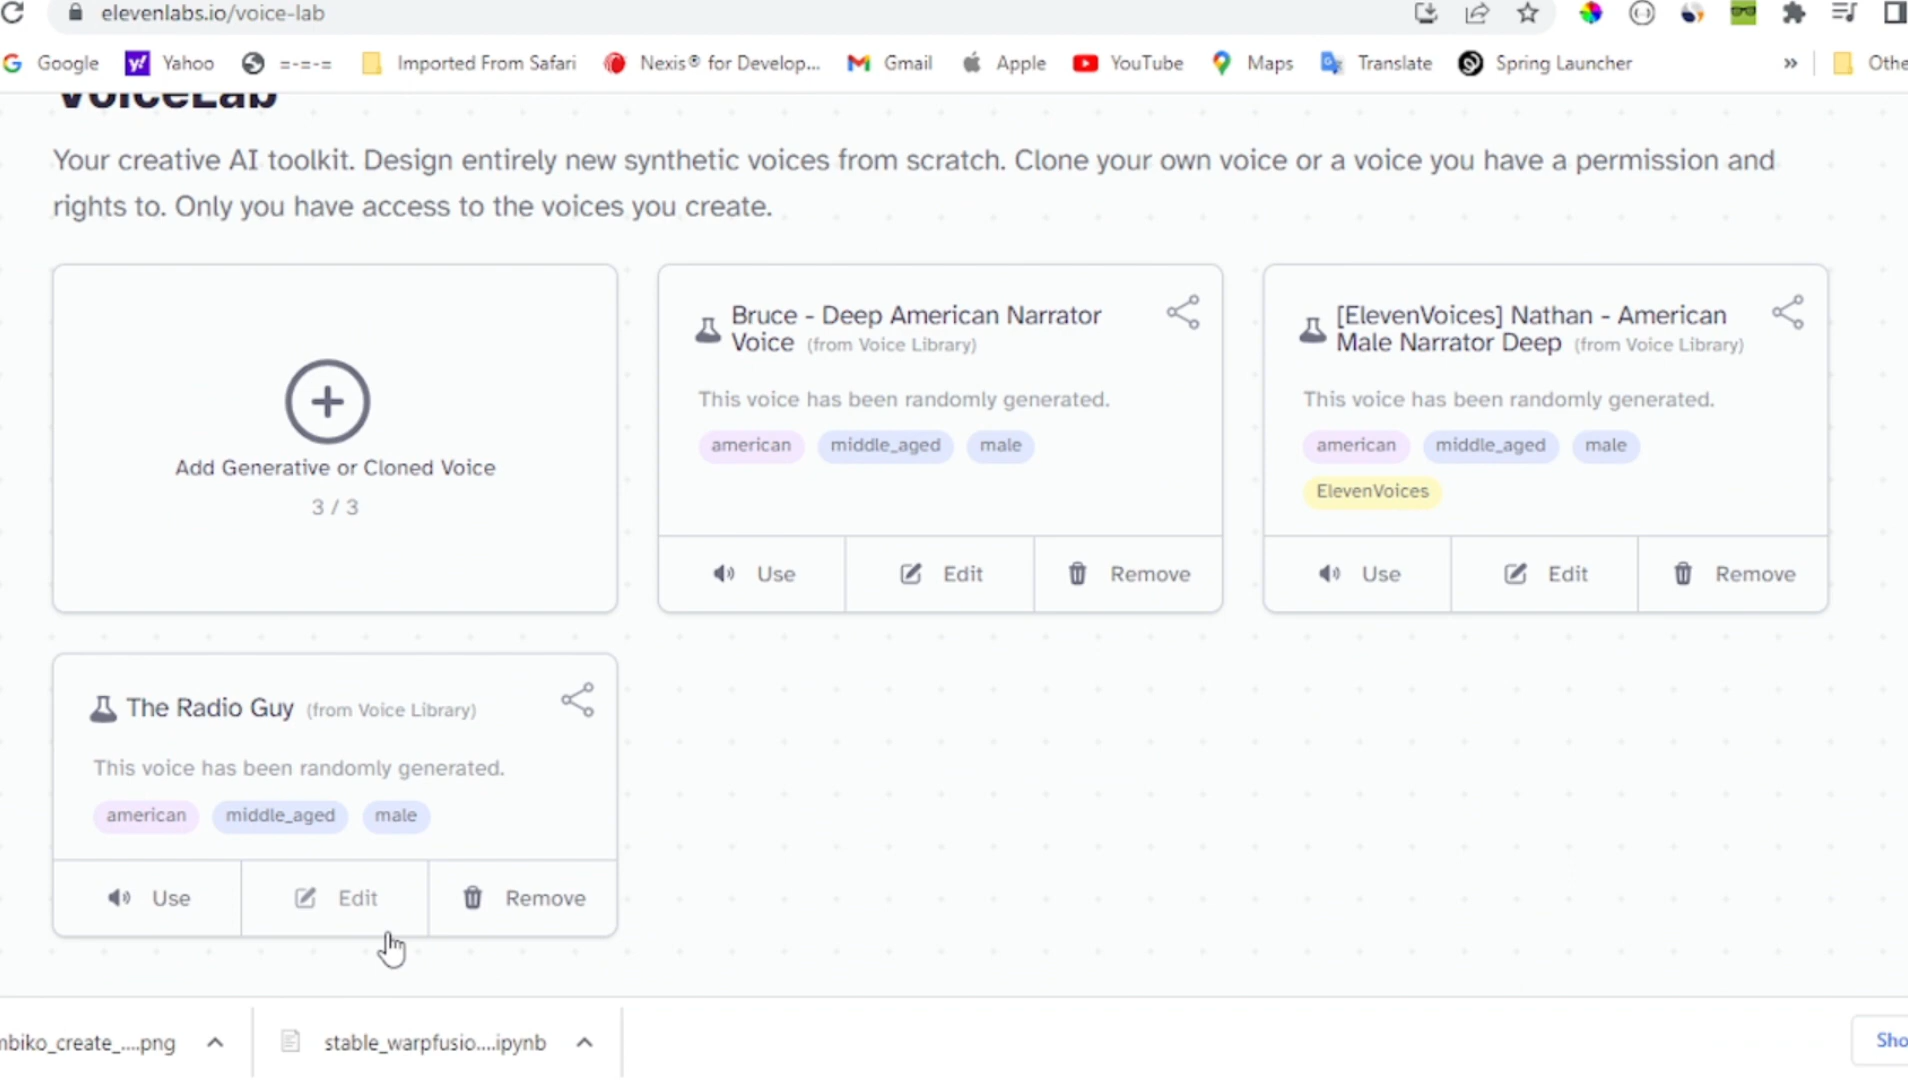 elevenlabs.io/voice-lab
Google Yahoo =-=-= Imported From Safari Nexis® for Develop... Gmail Apple YouTube Maps Translate Spring Launcher » Othe
VoiceLab
Your creative AI toolkit. Design entirely new synthetic voices from scratch. Clone your own voice or a voice you have a permission and
rights to. Only you have access to the voices you create.
Add Generative or Cloned Voice
3 / 3
Bruce - Deep American Narrator
Voice (from Voice Library)
This voice has been randomly generated.
american middle_aged male
Use Edit Remove
[ElevenVoices] Nathan - American
Male Narrator Deep (from Voice Library)
This voice has been randomly generated.
american middle_aged male
ElevenVoices
Use Edit Remove
The Radio Guy (from Voice Library)
This voice has been randomly generated.
american middle_aged male
Use Edit Remove
mbiko_create_....png stable_warpfusio....ipynb Sho